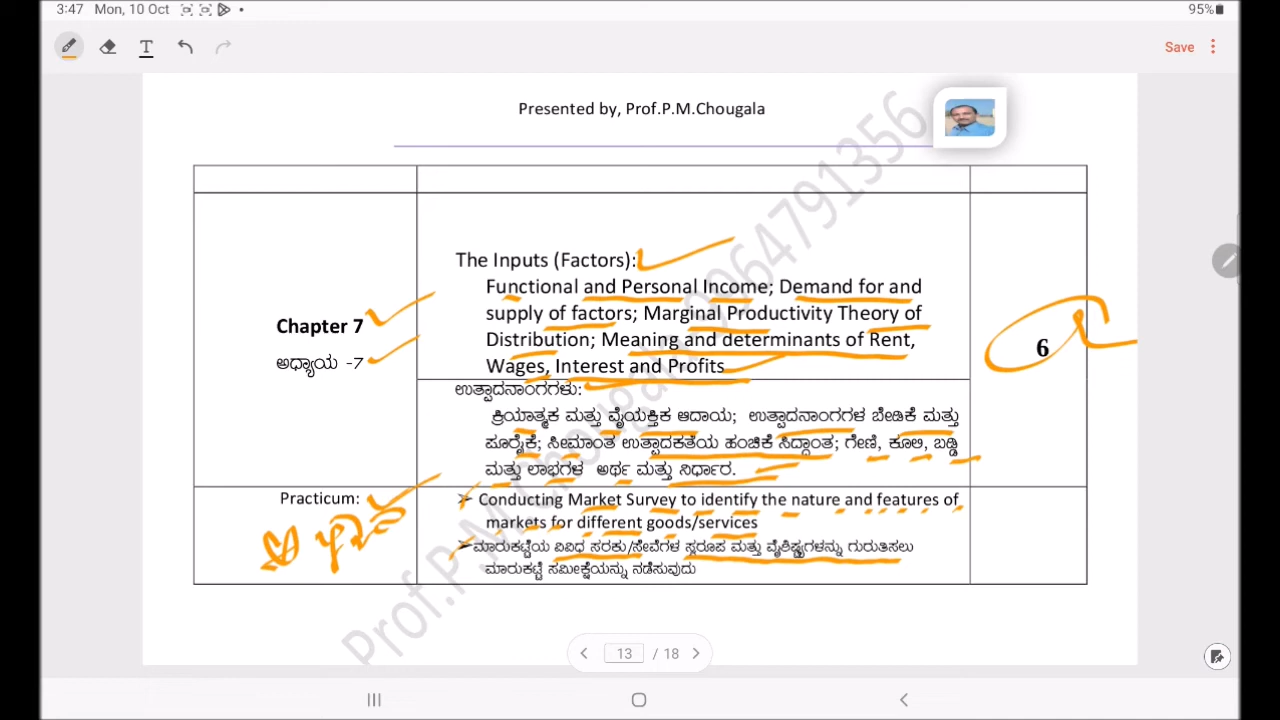 3:47 Mon, 10 Oct
95%
T
Save
Presented by, Prof.P.M.Chougala
Prof.P.M.Chougala 9964791356
The Inputs (Factors):
Functional and Personal Income; Demand for and
supply of factors; Marginal Productivity Theory of
Distribution; Meaning and determinants of Rent,
Wages, Interest and Profits
Chapter 7
ಅಧ್ಯಾಯ -7
6
ಉತ್ಪಾದನಾಂಗಗಳು:
ಕ್ರಿಯಾತ್ಮಕ ಮತ್ತು ವೈಯಕ್ತಿಕ ಆದಾಯ; ಉತ್ಪಾದನಾಂಗಗಳ ಬೇಡಿಕೆ ಮತ್ತು
ಪೂರೈಕೆ; ಸೀಮಾಂತ ಉತ್ಪಾದಕತೆಯ ಹಂಚಿಕೆ ಸಿದ್ಧಾಂತ; ಗೇಣಿ, ಕೂಲಿ, ಬಡ್ಡಿ
ಮತ್ತು ಲಾಭಗಳ ಅರ್ಥ ಮತ್ತು ನಿರ್ಧಾರ.
Practicum:
➢ Conducting Market Survey to identify the nature and features of
markets for different goods/services
➢ ಮಾರುಕಟ್ಟೆಯ ವಿವಿಧ ಸರಕು/ಸೇವೆಗಳ ಸ್ವರೂಪ ಮತ್ತು ವೈಶಿಷ್ಟ್ಯಗಳನ್ನು ಗುರುತಿಸಲು
ಮಾರುಕಟ್ಟೆ ಸಮೀಕ್ಷೆಯನ್ನು ನಡೆಸುವುದು
13 / 18